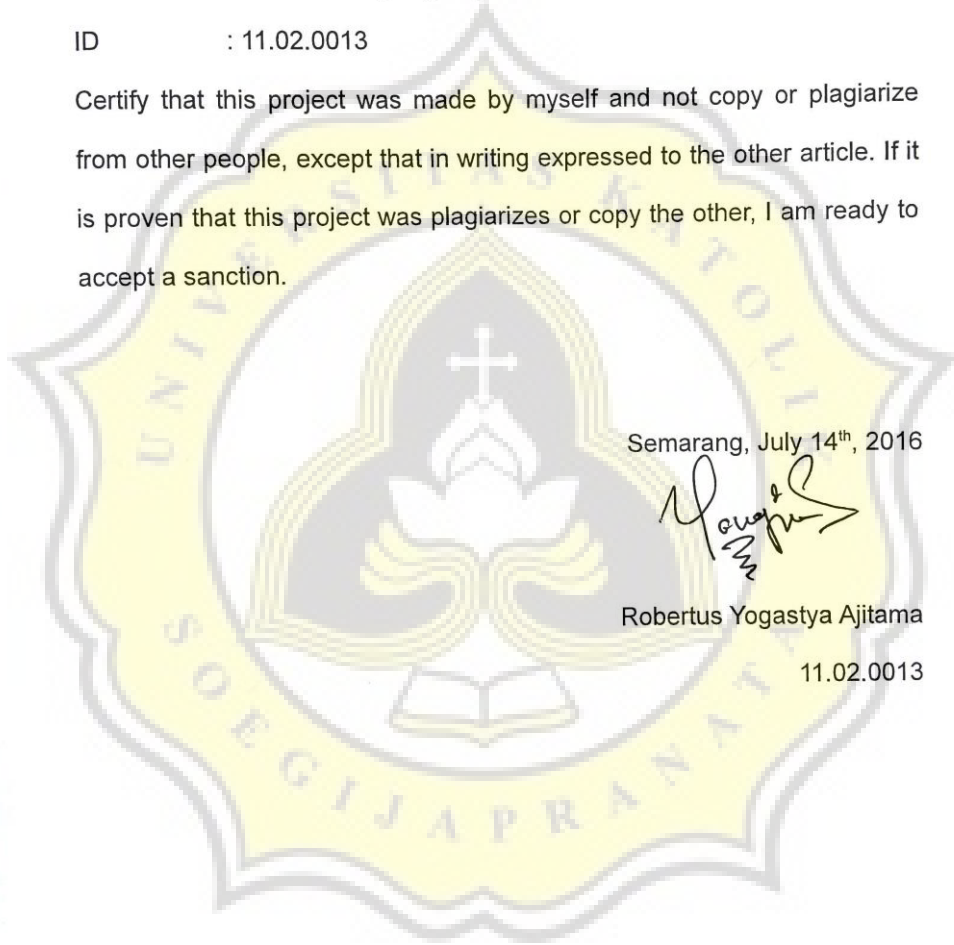 ID : 11.02.0013
Certify that this project was made by myself and not copy or plagiarize
from other people, except that in writing expressed to the other article. If it
is proven that this project was plagiarizes or copy the other, I am ready to
accept a sanction.
UNIVERSITAS KATOLIK
Semarang, July 14th, 2016
Robertus Yogastya Ajitama
11.02.0013
SOEGIJAPRANATA